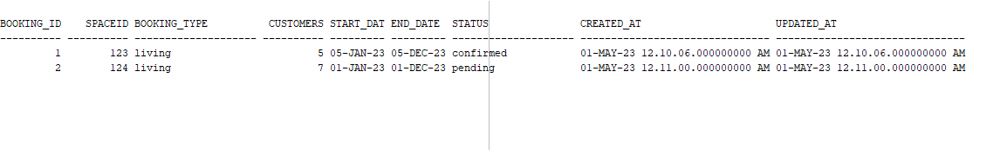 BOOKING_ID    SPACEID BOOKING_TYPE          CUSTOMERS START_DAT END_DATE  STATUS               CREATED_AT                      UPDATED_AT
---------- ---------- -------------------- ---------- --------- --------- -------------------- ------------------------------- -------------------------------
         1        123 living                        5 05-JAN-23 05-DEC-23 confirmed            01-MAY-23 12.10.06.000000000 AM 01-MAY-23 12.10.06.000000000 AM
         2        124 living                        7 01-JAN-23 01-DEC-23 pending              01-MAY-23 12.11.00.000000000 AM 01-MAY-23 12.11.00.000000000 AM